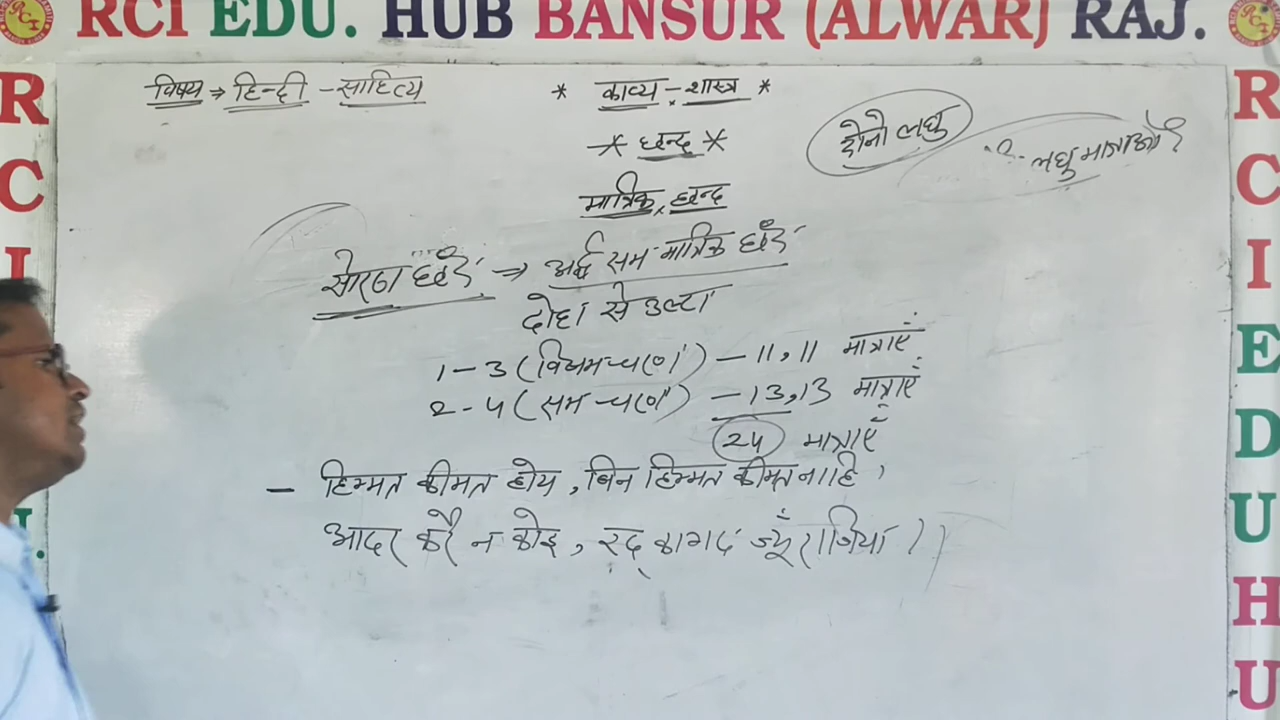 RCI EDU. HUB BANSUR (ALWAR) RAJ.
विषय ⇒ हिन्दी - साहित्य
* काव्य - शास्त्र *
* छन्द *
दोनो लघु
लघु मात्राओं
मात्रिक छन्द
सोरठा छंद ⇒ अर्द्ध सम मात्रिक छंद
दोहा से उल्टा
1-3 (विषम चरण) - 11, 11 मात्राएं
2-4 (सम चरण) - 13, 13 मात्राएं
24 मात्राएँ
- हिम्मत कीमत होय, बिन हिम्मत कीमत नाहि,
आदर करै न कोइ, रद् कागद ज्यूँ राजिया।।
R C I
U.
R C I E D U H U